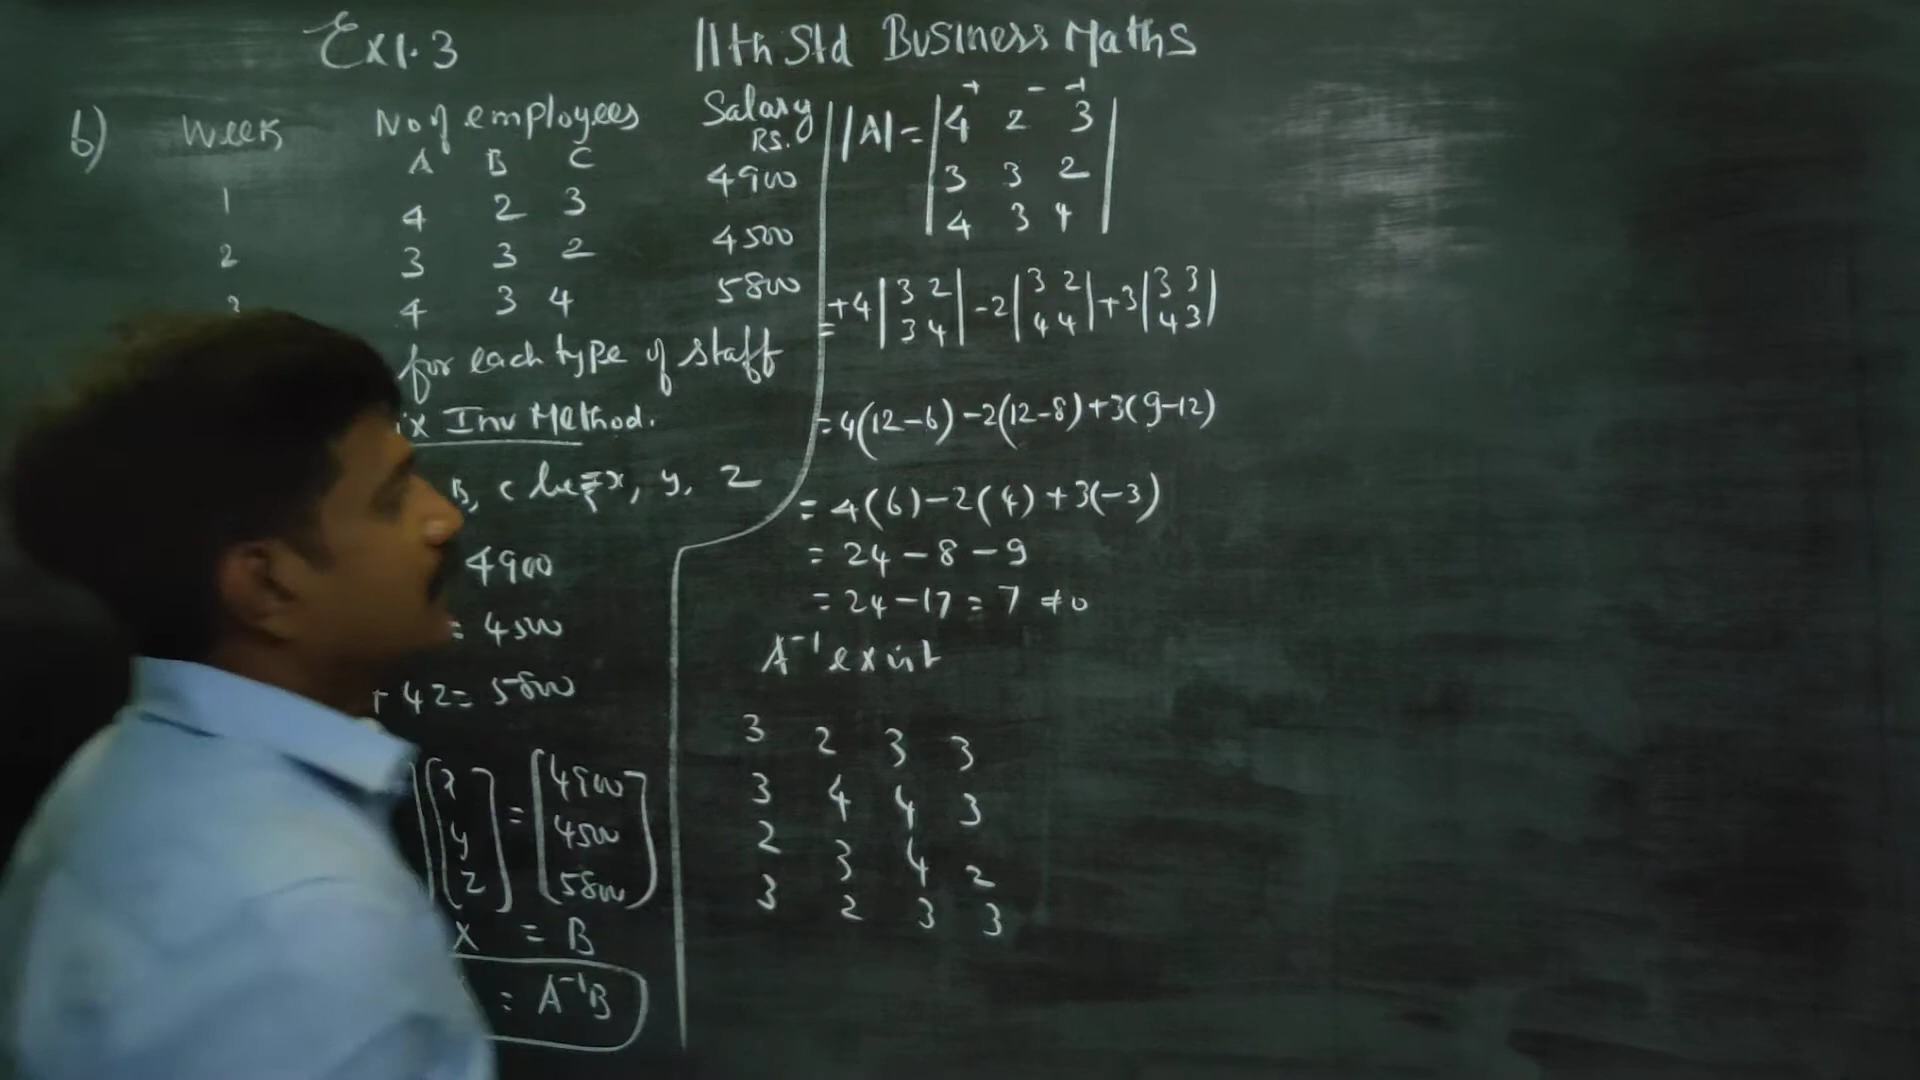 Ex1.3 11th Std Business Maths
6) Week No of employees Salary
A B C Rs.
1 4 2 3 4900
2 3 3 2 4500
3 4 3 4 5800
for each type of staff
ix Inv Method.
B, C be x, y, z
4900
= 4500
+ 4z = 5800
[x y z] = [4900 4500 5800]
X = B
= A⁻¹B
|A| = |4⁺ 2⁻ 3⁺|
|3 3 2|
|4 3 4|
= +4|3 2| -2|3 2| +3|3 3|
|3 4| |4 4| |4 3|
= 4(12-6) -2(12-8) +3(9-12)
= 4(6) -2(4) +3(-3)
= 24 - 8 - 9
= 24 - 17 = 7 ≠ 0
A⁻¹ exist
3 2 3 3
3 4 4 3
2 3 4 2
3 2 3 3